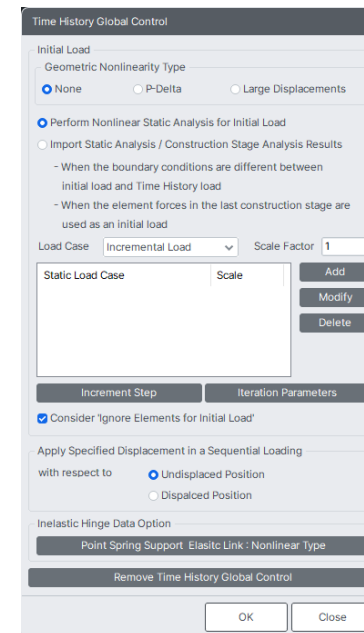 Time History Global Control
Initial Load
Geometric Nonlinearity Type
None P-Delta Large Displacements
Perform Nonlinear Static Analysis for Initial Load
Import Static Analysis / Construction Stage Analysis Results
- When the boundary conditions are different between
initial load and Time History load
- When the element forces in the last construction stage are
used as an initial load
Load Case Incremental Load Scale Factor 1
Static Load Case Scale Add
Modify
Delete
Increment Step Iteration Parameters
Consider 'Ignore Elements for Initial Load'
Apply Specified Displacement in a Sequential Loading
with respect to Undisplaced Position
Dispalced Position
Inelastic Hinge Data Option
Point Spring Support Elasitc Link : Nonlinear Type
Remove Time History Global Control
OK Close